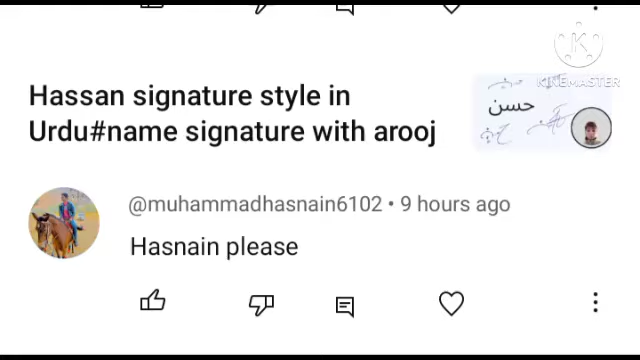 KINEMASTER
Hassan signature style in
Urdu#name signature with arooj
حسن
@muhammadhasnain6102 • 9 hours ago
Hasnain please